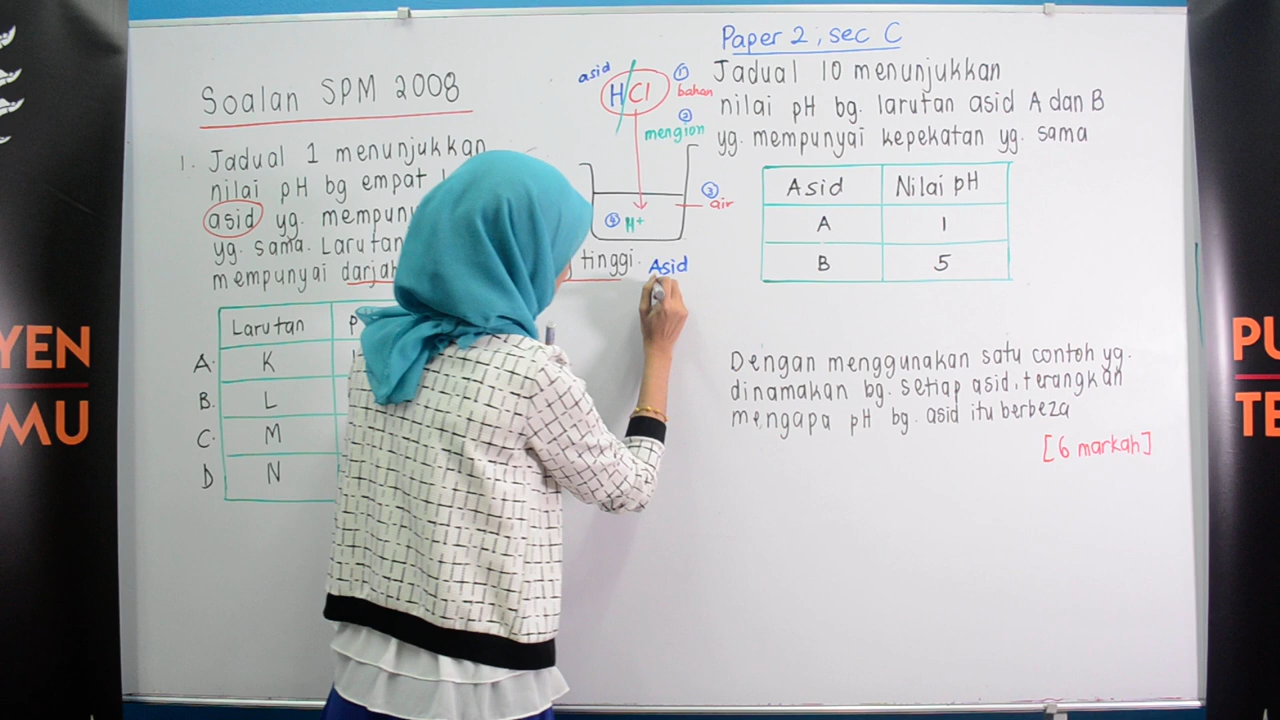 Soalan SPM 2008
1. Jadual 1 menunjukkan
nilai pH bg empat
asid yg. mempun
yg. sama. Larutan
mempunyai darjah
tinggi.
Larutan P
A. K
B. L
C. M
D N
asid
HCl
① bahan
② mengion
③ air
④ H+
Asid
Paper 2, sec C
Jadual 10 menunjukkan
nilai pH bg. larutan asid A dan B
yg. mempunyai kepekatan yg. sama
Asid Nilai pH
A 1
B 5
Dengan menggunakan satu contoh yg.
dinamakan bg. setiap asid, terangkan
mengapa pH bg. asid itu berbeza
[6 markah]
YEN
MU
PU
TE